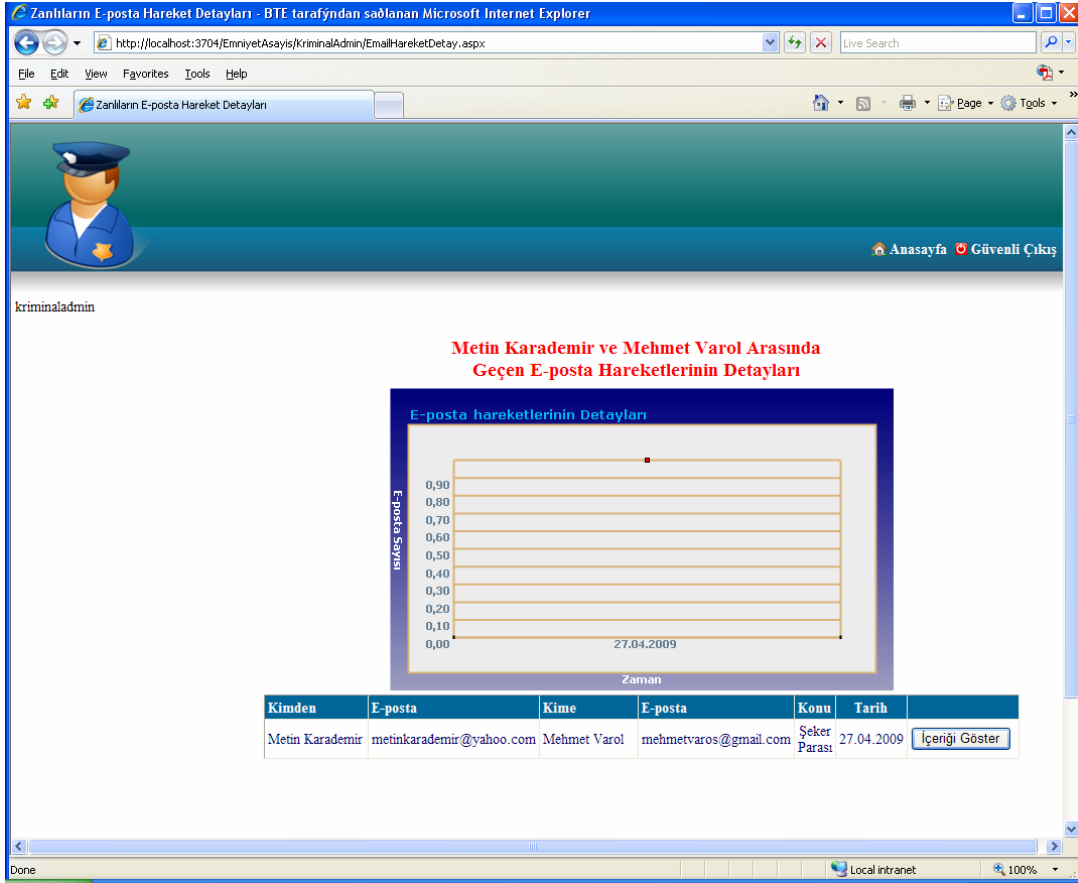 Zanlıların E-posta Hareket Detayları - BTE tarafýndan saðlanan Microsoft Internet Explorer
http://localhost:3704/EmniyetAsayis/KriminalAdmin/EmailHareketDetay.aspx
Live Search
File Edit View Favorites Tools Help
Zanlıların E-posta Hareket Detayları
Page Tools »
Anasayfa Güvenli Çıkış
kriminaladmin
Metin Karademir ve Mehmet Varol Arasında
Geçen E-posta Hareketlerinin Detayları
E-posta hareketlerinin Detayları
E-posta Sayısı
0,90
0,80
0,70
0,60
0,50
0,40
0,30
0,20
0,10
0,00
27.04.2009
Zaman
Kimden E-posta Kime E-posta Konu Tarih
Metin Karademir metinkarademir@yahoo.com Mehmet Varol mehmetvaros@gmail.com Şeker Parası 27.04.2009 İçeriği Göster
Done Local intranet 100%